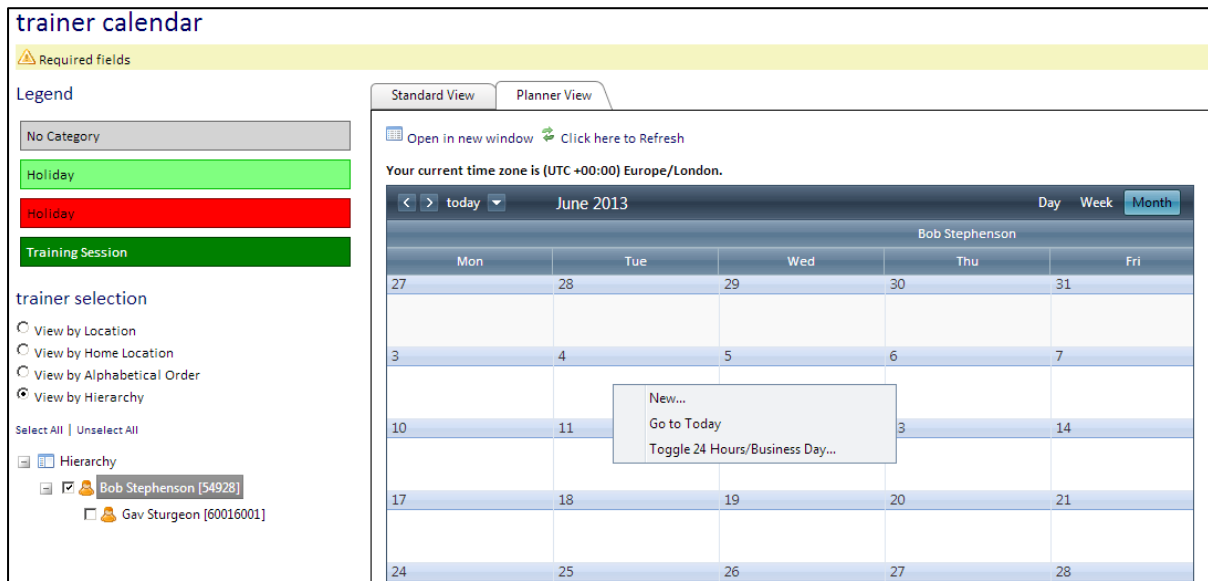 trainer calendar
Required fields
Legend
No Category
Holiday
Holiday
Training Session
trainer selection
View by Location
View by Home Location
View by Alphabetical Order
View by Hierarchy
Select All | Unselect All
Hierarchy
Bob Stephenson [54928]
Gav Sturgeon [60016001]
Standard View Planner View
Open in new window Click here to Refresh
Your current time zone is (UTC +00:00) Europe/London.
today June 2013 Day Week Month
Bob Stephenson
Mon Tue Wed Thu Fri
27 28 29 30 31
3 4 5 6 7
New...
Go to Today
10 11 3 14
Toggle 24 Hours/Business Day...
17 18 19 20 21
24 25 26 27 28